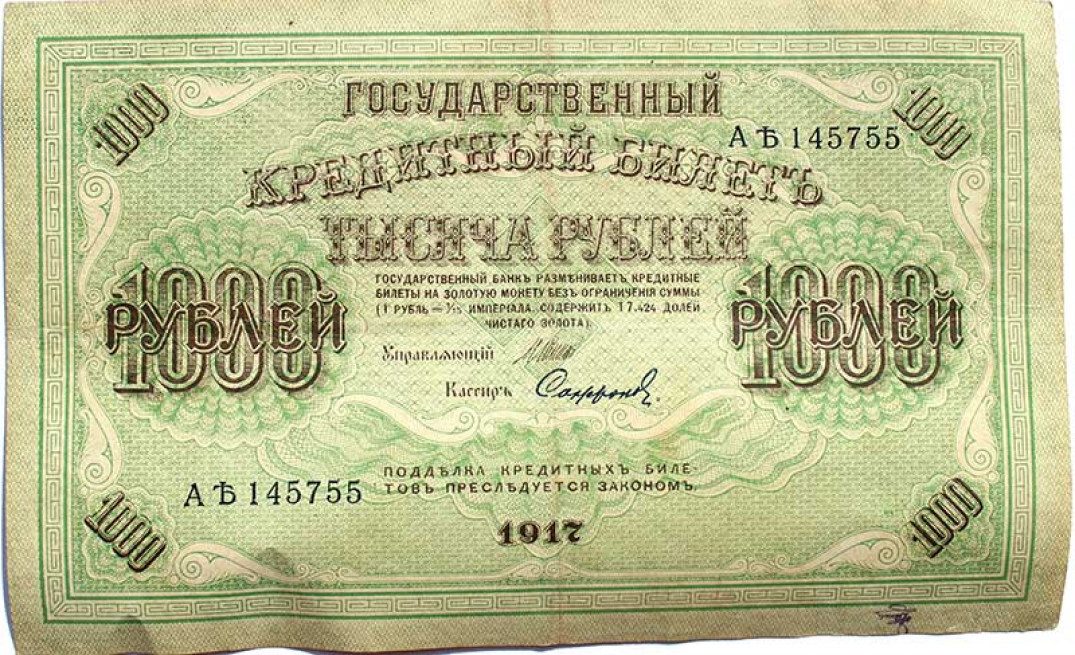 1000
ГОСУДАРСТВЕННЫЙ
1000
АѢ 145755
КРЕДИТНЫЙ БИЛЕТЪ
ТЫСЯЧА РУБЛЕЙ
1000
РУБЛЕЙ
ГОСУДАРСТВЕННЫЙ БАНКЪ РАЗМѢНИВАЕТЪ КРЕДИТНЫЕ
БИЛЕТЫ НА ЗОЛОТУЮ МОНЕТУ БЕЗЪ ОГРАНИЧЕНІЯ СУММЫ
(1 РУБЛЬ = 1/15 ИМПЕРІАЛА, СОДЕРЖИТЪ 17.424 ДОЛЕЙ
ЧИСТАГО ЗОЛОТА).
1000
РУБЛЕЙ
Управляющій
Кассиръ Софроновъ
АѢ 145755
ПОДДѢЛКА КРЕДИТНЫХЪ БИЛЕ-
ТОВЪ ПРЕСЛѢДУЕТСЯ ЗАКОНОМЪ.
1000
1917
1000